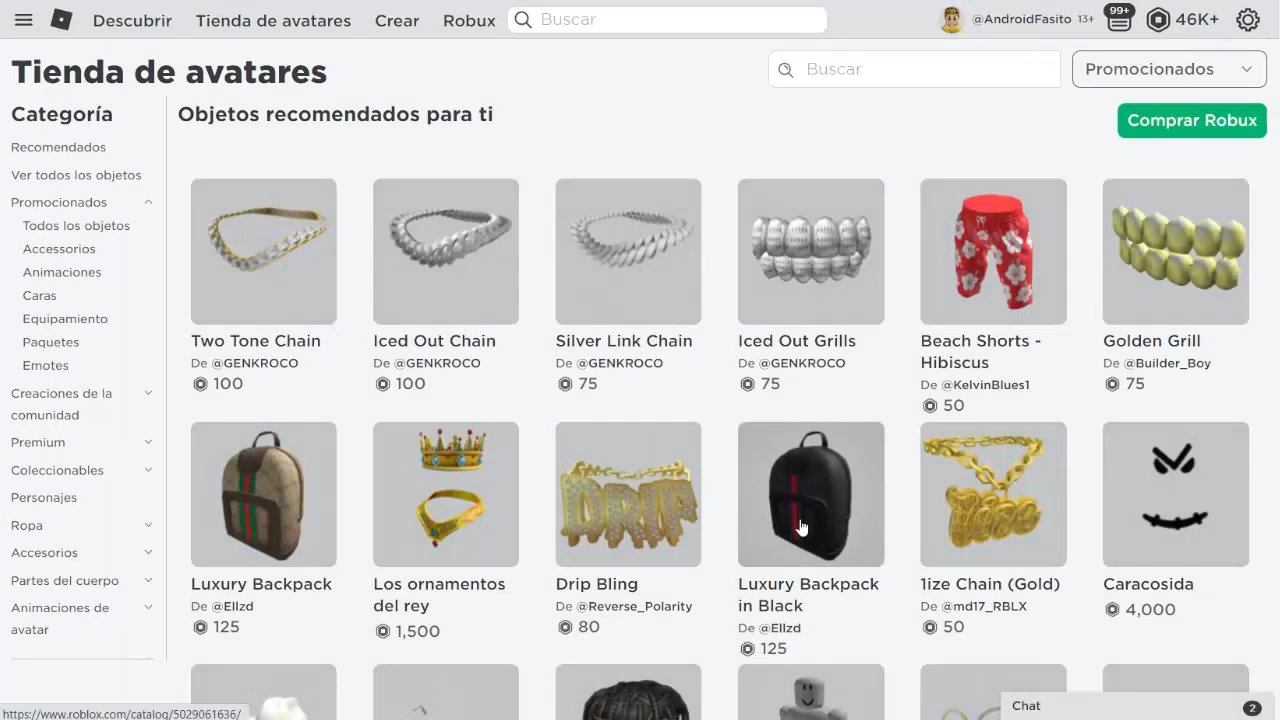 Descubrir
Tienda de avatares
Crear
Robux
Buscar
@AndroidFasito 13+
99+
46K+
Tienda de avatares
Buscar
Promocionados
Categoría
Objetos recomendados para ti
Comprar Robux
Recomendados
Ver todos los objetos
Promocionados
Todos los objetos
Accessorios
Animaciones
Caras
Equipamiento
Paquetes
Emotes
Creaciones de la
comunidad
Premium
Coleccionables
Personajes
Ropa
Accesorios
Partes del cuerpo
Animaciones de
avatar
Two Tone Chain
De @GENKROCO
100
Iced Out Chain
De @GENKROCO
100
Silver Link Chain
De @GENKROCO
75
Iced Out Grills
De @GENKROCO
75
Beach Shorts -
Hibiscus
De @KelvinBlues1
50
Golden Grill
De @Builder_Boy
75
Luxury Backpack
De @Ellzd
125
Los ornamentos
del rey
1,500
DRIP
Drip Bling
De @Reverse_Polarity
80
Luxury Backpack
in Black
De @Ellzd
125
1ize Chain (Gold)
De @md17_RBLX
50
Caracosida
4,000
https://www.roblox.com/catalog/5029061636/
Chat
2